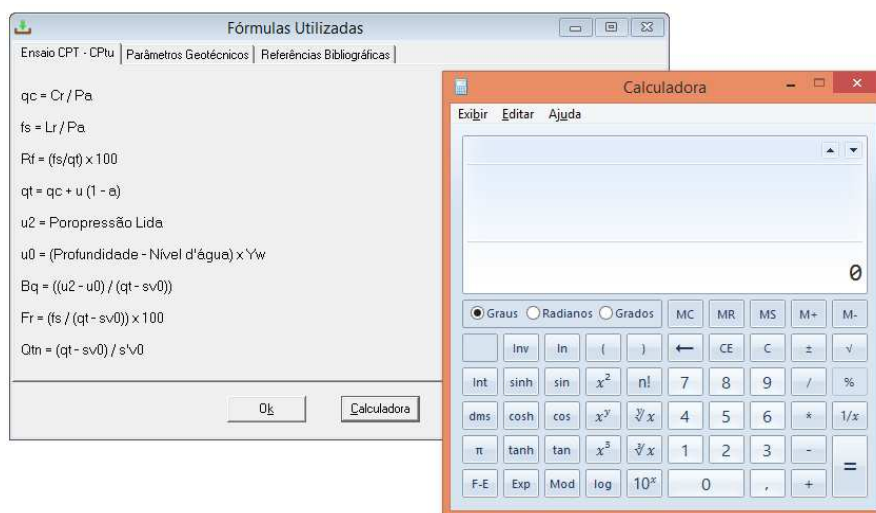 Fórmulas Utilizadas
Ensaio CPT - CPtu Parâmetros Geotécnicos Referências Bibliográficas
qc = Cr / Pa
fs = Lr / Pa
Rf = (fs/qt) x 100
qt = qc + u (1 - a)
u2 = Poropressão Lida
u0 = (Profundidade - Nível d'água) x Yw
Bq = ((u2 - u0) / (qt - sv0))
Fr = (fs / (qt - sv0)) x 100
Qtn = (qt - sv0) / s'v0
Ok Calculadora
Calculadora
Exibir Editar Ajuda
0
Graus Radianos Grados MC MR MS M+ M-
Inv ln ( ) ← CE C ± √
Int sinh sin x² n! 7 8 9 / %
dms cosh cos xʸ ʸ√x 4 5 6 * 1/x
π tanh tan x³ ³√x 1 2 3 - =
F-E Exp Mod log 10ˣ 0 , +